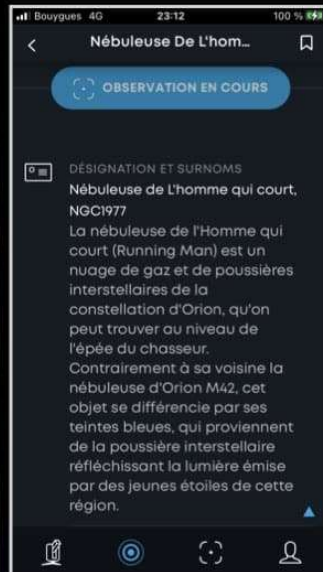 Bouygues 4G 23:12 100 %
Nébuleuse De L'hom...
OBSERVATION EN COURS
DÉSIGNATION ET SURNOMS
Nébuleuse de L'homme qui court,
NGC1977
La nébuleuse de l'Homme qui
court (Running Man) est un
nuage de gaz et de poussières
interstellaires de la
constellation d'Orion, qu'on
peut trouver au niveau de
l'épée du chasseur.
Contrairement à sa voisine la
nébuleuse d'Orion M42, cet
objet se différencie par ses
teintes bleues, qui proviennent
de la poussière interstellaire
réfléchissant la lumière émise
par des jeunes étoiles de cette
région.